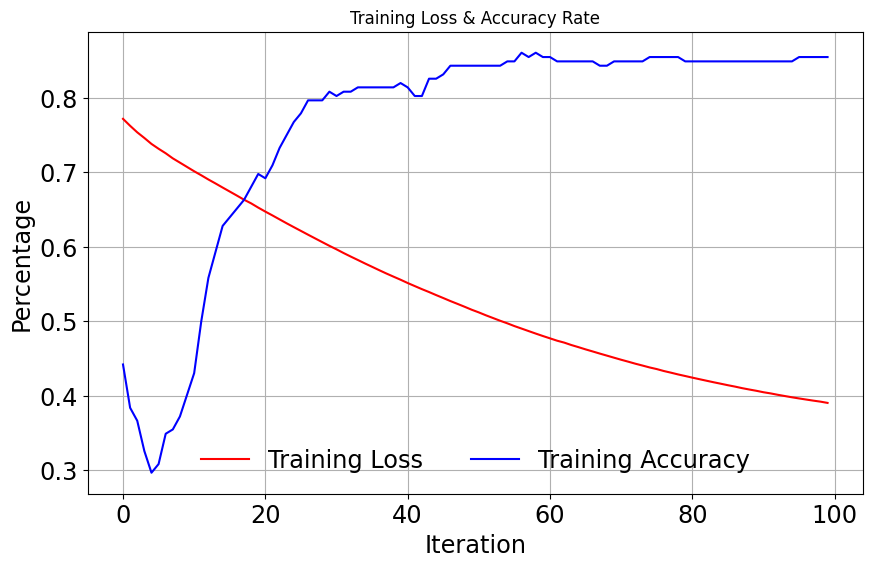 Training Loss & Accuracy Rate
Percentage
0.8
0.7
0.6
0.5
0.4
0.3
Training Loss Training Accuracy
0 20 40 60 80 100
Iteration